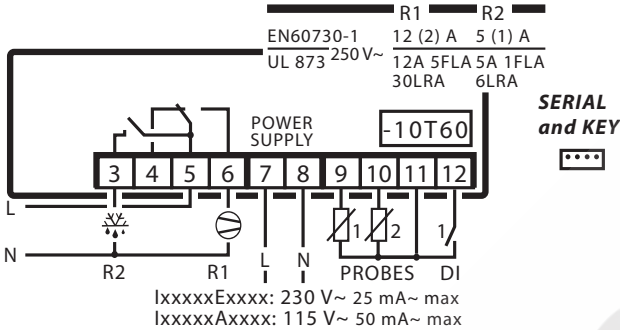 R1 R2
EN60730-1 250 V~ 12 (2) A 5 (1) A
UL 873 12A 5FLA 5A 1FLA
30LRA 6LRA
SERIAL
and KEY
POWER
SUPPLY
-10T60
3 4 5 6 7 8 9 10 11 12
L
1 2 1
N
R2 R1 L N PROBES DI
IxxxxxExxxx: 230 V~ 25 mA~ max
IxxxxxAxxxx: 115 V~ 50 mA~ max